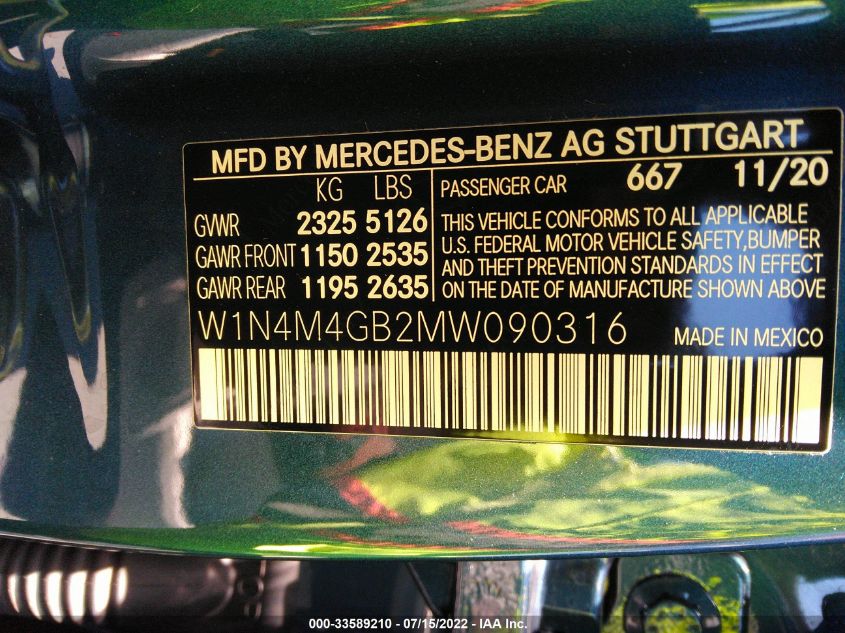 MFD BY MERCEDES-BENZ AG STUTTGART
KG LBS
GVWR 2325 5126
GAWR FRONT 1150 2535
GAWR REAR 1195 2635
PASSENGER CAR 667 11/20
THIS VEHICLE CONFORMS TO ALL APPLICABLE
U.S. FEDERAL MOTOR VEHICLE SAFETY,BUMPER
AND THEFT PREVENTION STANDARDS IN EFFECT
ON THE DATE OF MANUFACTURE SHOWN ABOVE
W1N4M4GB2MW090316 MADE IN MEXICO
000-33589210 - 07/15/2022 - IAA Inc.